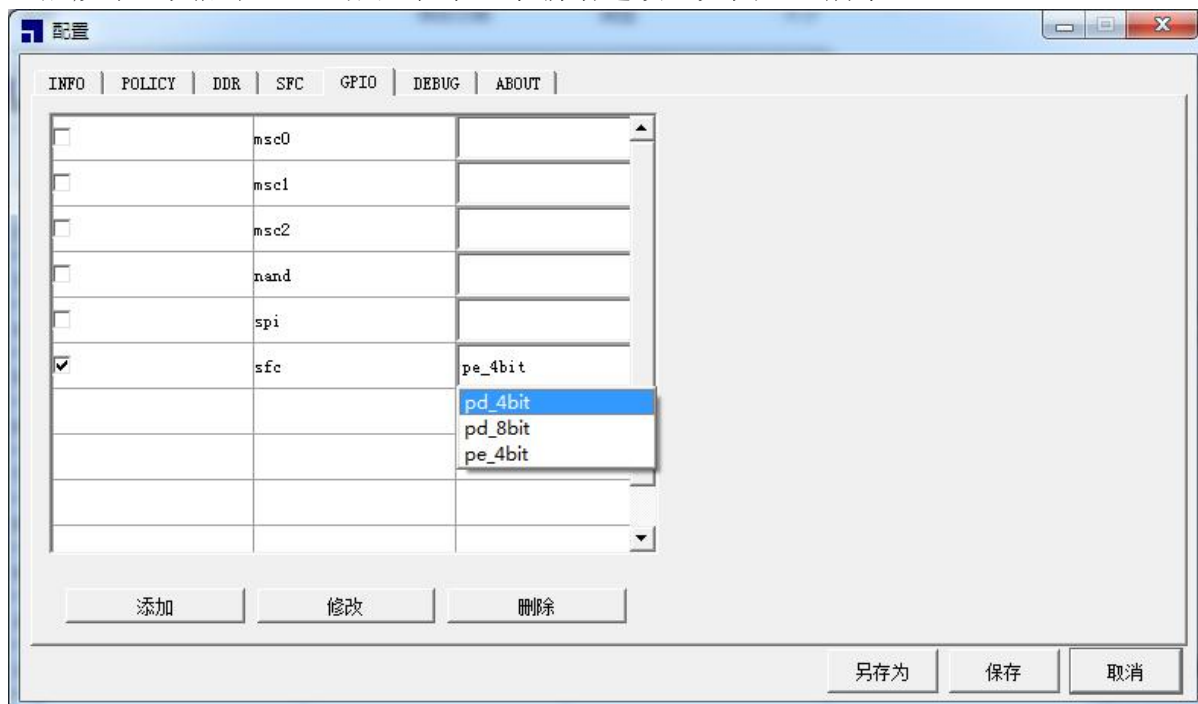 配置
INFO POLICY DDR SFC GPIO DEBUG ABOUT
msc0
msc1
msc2
nand
spi
sfc pe_4bit
pd_4bit
pd_8bit
pe_4bit
添加 修改 删除
另存为 保存 取消